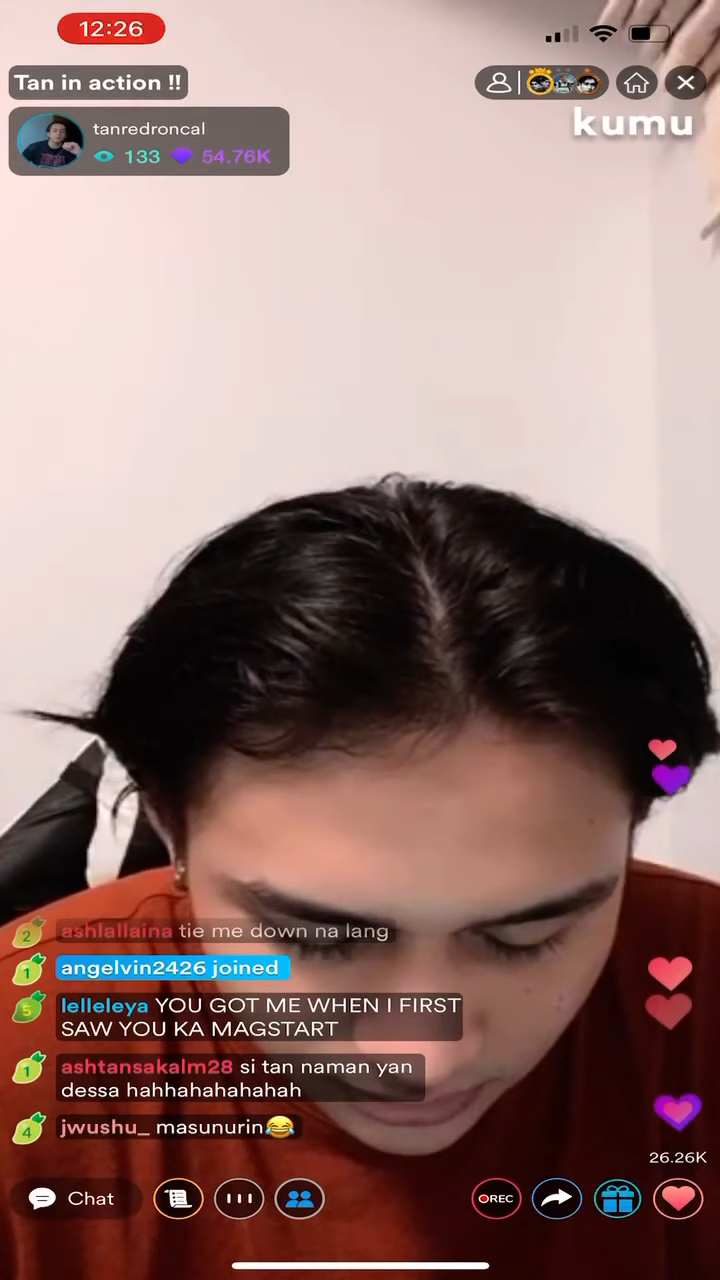 12:26
Tan in action !!
kumu
tanredroncal
133 54.76K
2 ashlallaina tie me down na lang
1 angelvin2426 joined
5 lelleleya YOU GOT ME WHEN I FIRST
SAW YOU KA MAGSTART
1 ashtansakalm28 si tan naman yan
dessa hahhahahahahah
4 jwushu_ masunurin😂
26.26K
Chat
REC